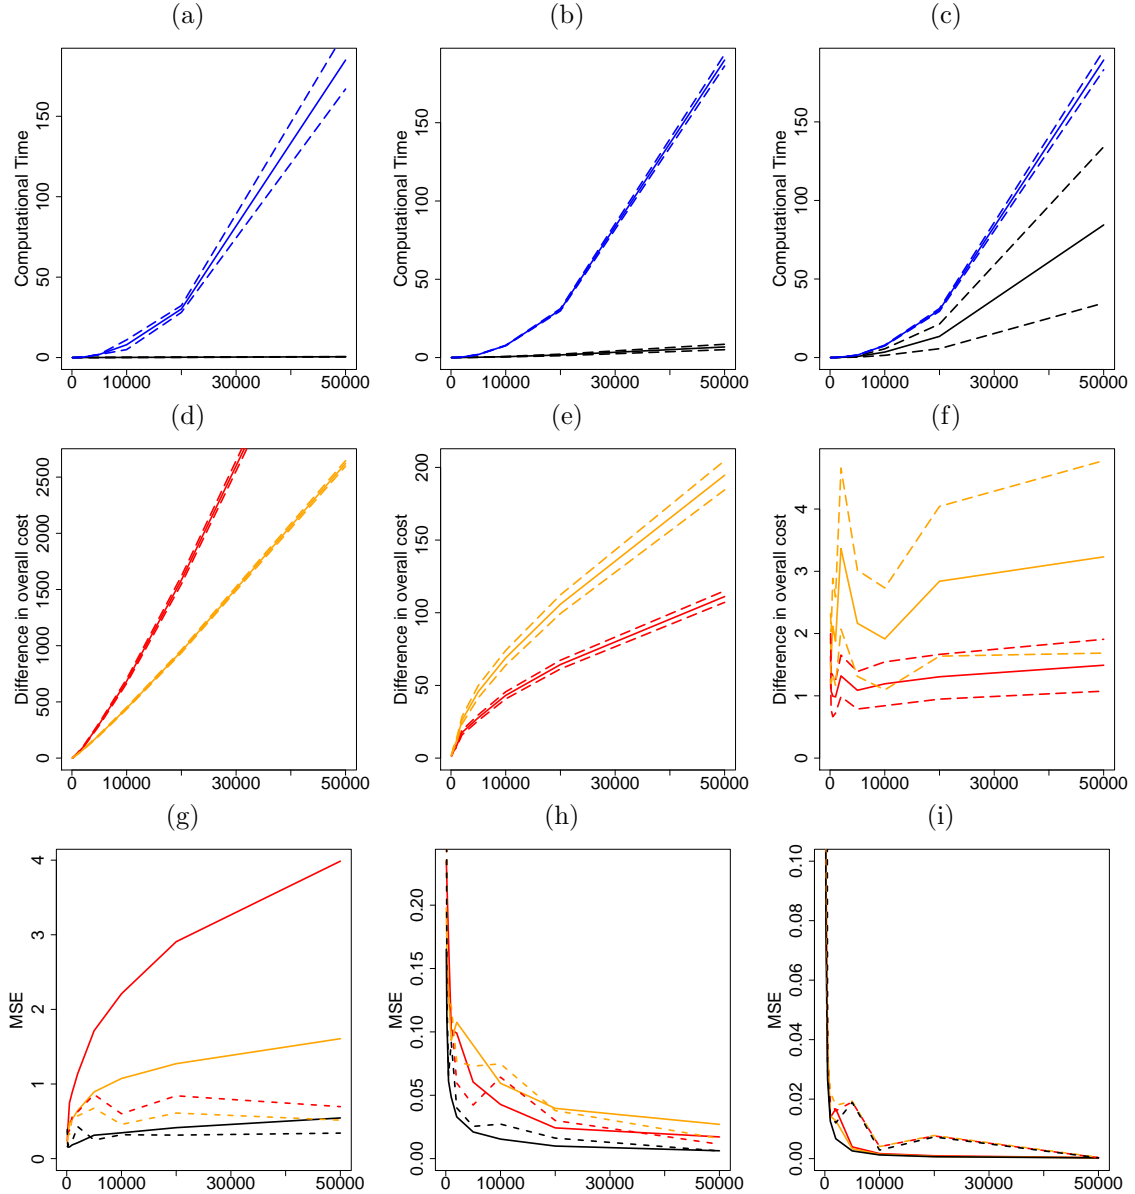 (a) (b) (c)
Computational Time
0 50 100 150
0 10000 30000 50000
Computational Time
0 50 100 150
0 10000 30000 50000
Computational Time
0 50 100 150
0 10000 30000 50000
(d) (e) (f)
Difference in overall cost
0 500 1000 1500 2000 2500
0 10000 30000 50000
Difference in overall cost
0 50 100 150 200
0 10000 30000 50000
Difference in overall cost
0 1 2 3 4
0 10000 30000 50000
(g) (h) (i)
MSE
0 1 2 3 4
0 10000 30000 50000
MSE
0.00 0.05 0.10 0.15 0.20
0 10000 30000 50000
MSE
0.00 0.02 0.04 0.06 0.08 0.10
0 10000 30000 50000